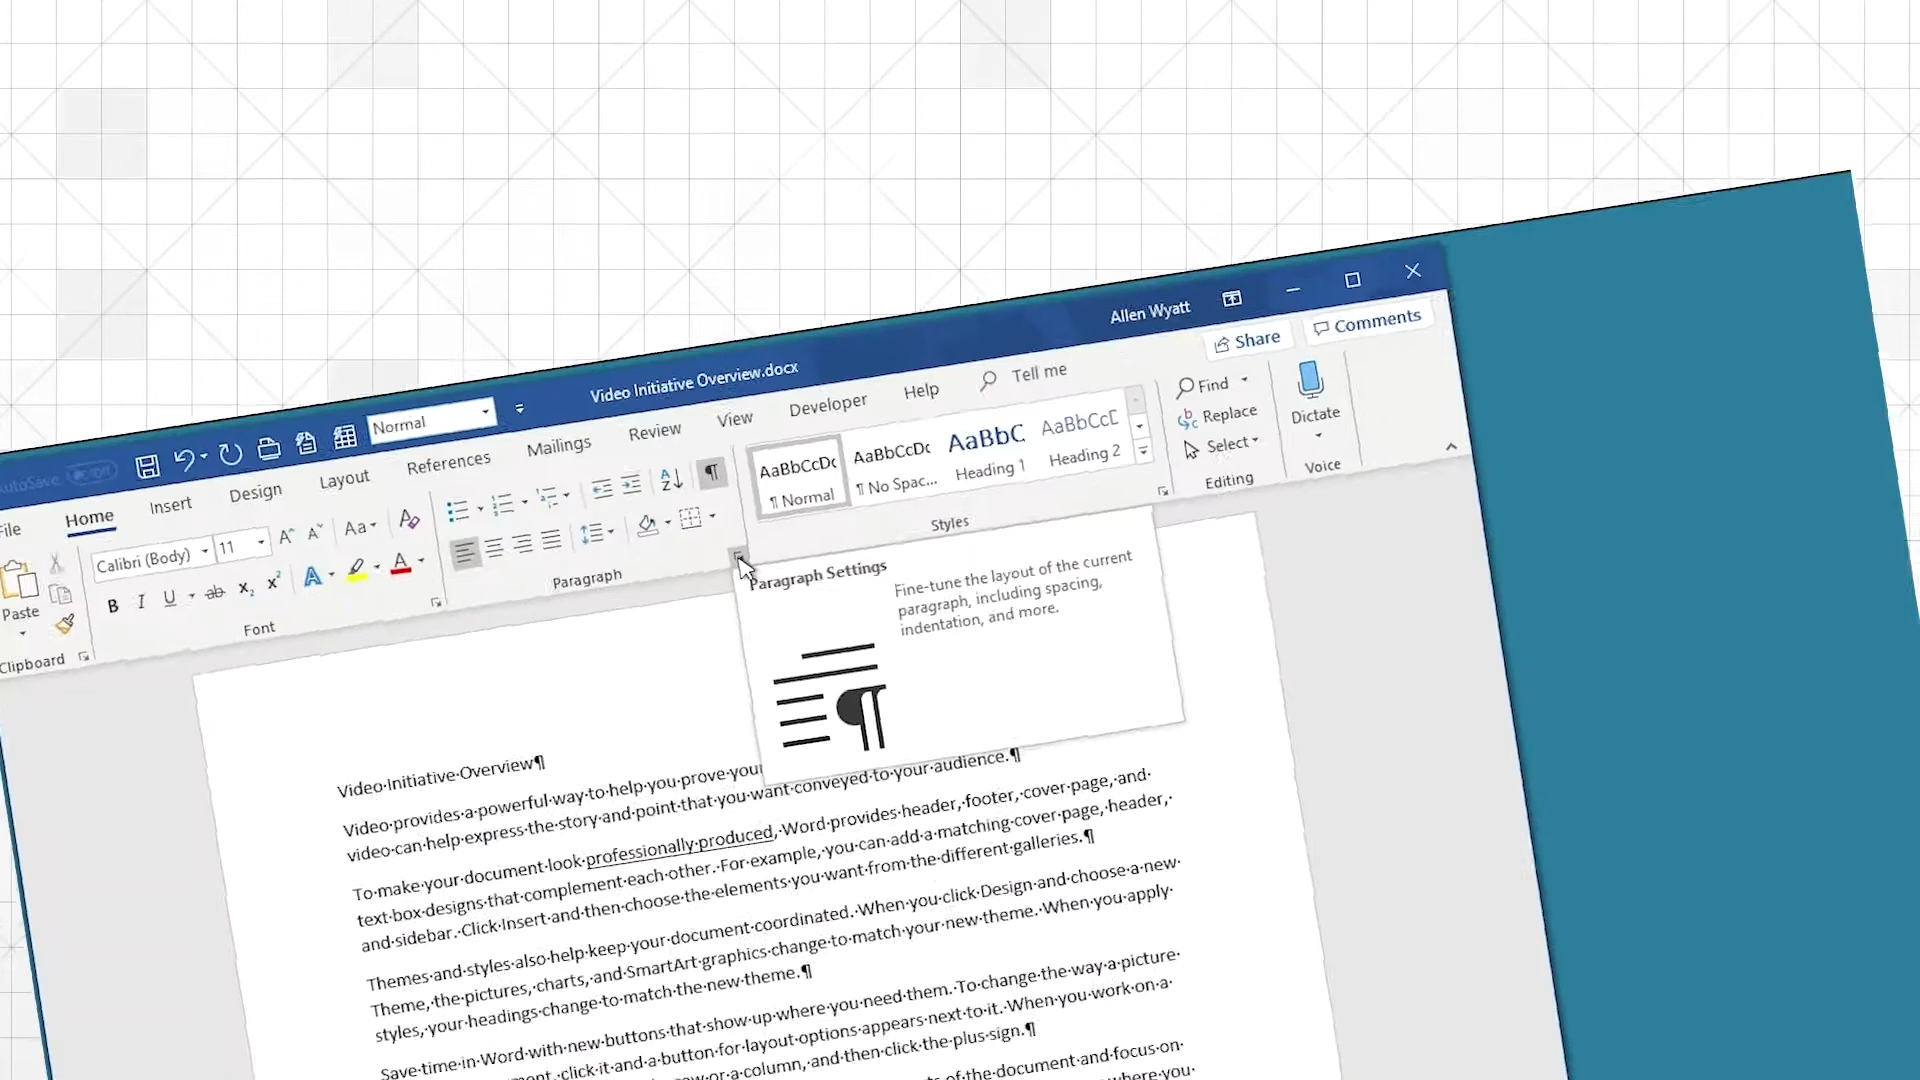 AutoSave Off Normal Video Initiative Overview.docx Allen Wyatt
File Home Insert Design Layout References Mailings Review View Developer Help Tell me Share Comments
Paste
Clipboard
Calibri (Body) 11 Aa
B I U ab x₂ x² A A
Font
Paragraph
AaBbCcDc AaBbCcDc AaBbC AaBbCcD
¶ Normal ¶ No Spac... Heading 1 Heading 2
Styles
Find
Replace
Select
Editing
Dictate
Voice
Paragraph Settings
Fine-tune the layout of the current
paragraph, including spacing,
indentation, and more.
¶
Video·Initiative·Overview¶
Video·provides·a·powerful·way·to·help·you·prove·your
video·can·help·express·the·story·and·point·that·you·want·conveyed·to·your·audience.¶
To·make·your·document·look·professionally·produced,·Word·provides·header,·footer,·cover·page,·and·
text·box·designs·that·complement·each·other.·For·example,·you·can·add·a·matching·cover·page,·header,·
and·sidebar.·Click·Insert·and·then·choose·the·elements·you·want·from·the·different·galleries.¶
Themes·and·styles·also·help·keep·your·document·coordinated.·When·you·click·Design·and·choose·a·new·
Theme,·the·pictures,·charts,·and·SmartArt·graphics·change·to·match·your·new·theme.·When·you·apply·
styles,·your·headings·change·to·match·the·new·theme.¶
Save·time·in·Word·with·new·buttons·that·show·up·where·you·need·them.·To·change·the·way·a·picture·
click·it·and·a·button·for·layout·options·appears·next·to·it.·When·you·work·on·a·
or·a·column,·and·then·click·the·plus·sign.¶
of·the·document·and·focus·on·
where·you·